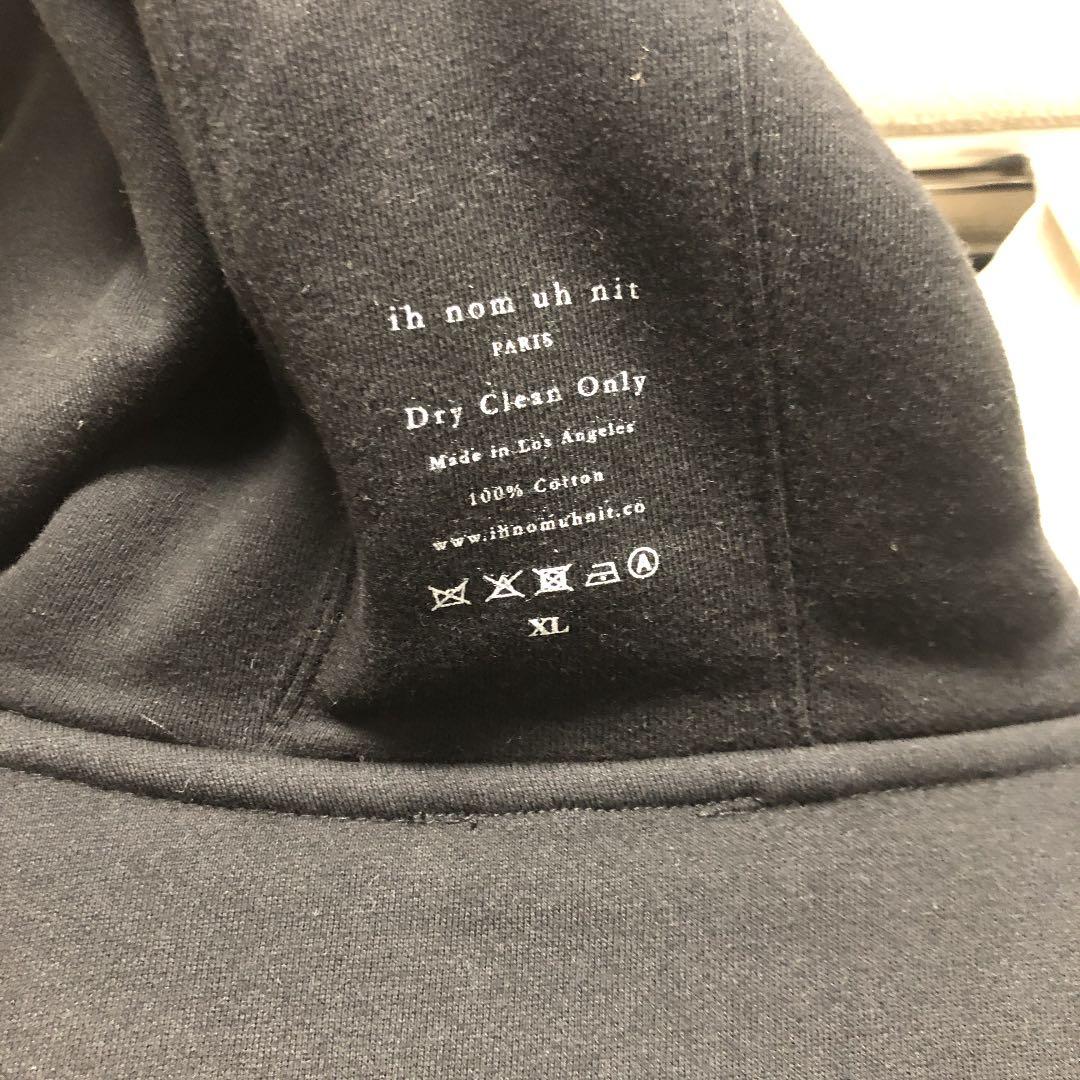 ih nom uh nit
PARIS
Dry Clean Only
Made in Los Angeles
100% Cotton
www.ihnomuhnit.co
A
XL